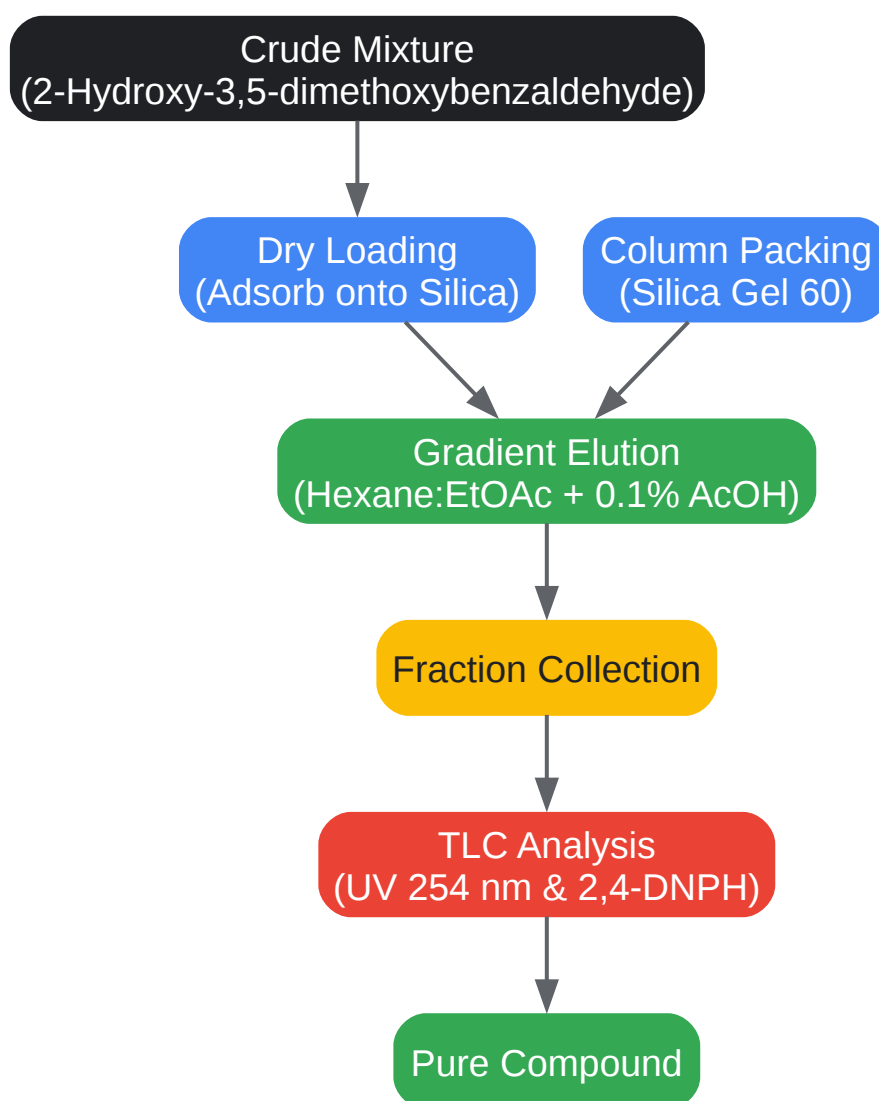 Crude Mixture
(2-Hydroxy-3,5-dimethoxybenzaldehyde)
Dry Loading
(Adsorb onto Silica)
Column Packing
(Silica Gel 60)
Gradient Elution
(Hexane:EtOAc + 0.1% AcOH)
Fraction Collection
TLC Analysis
(UV 254 nm & 2,4-DNPH)
Pure Compound